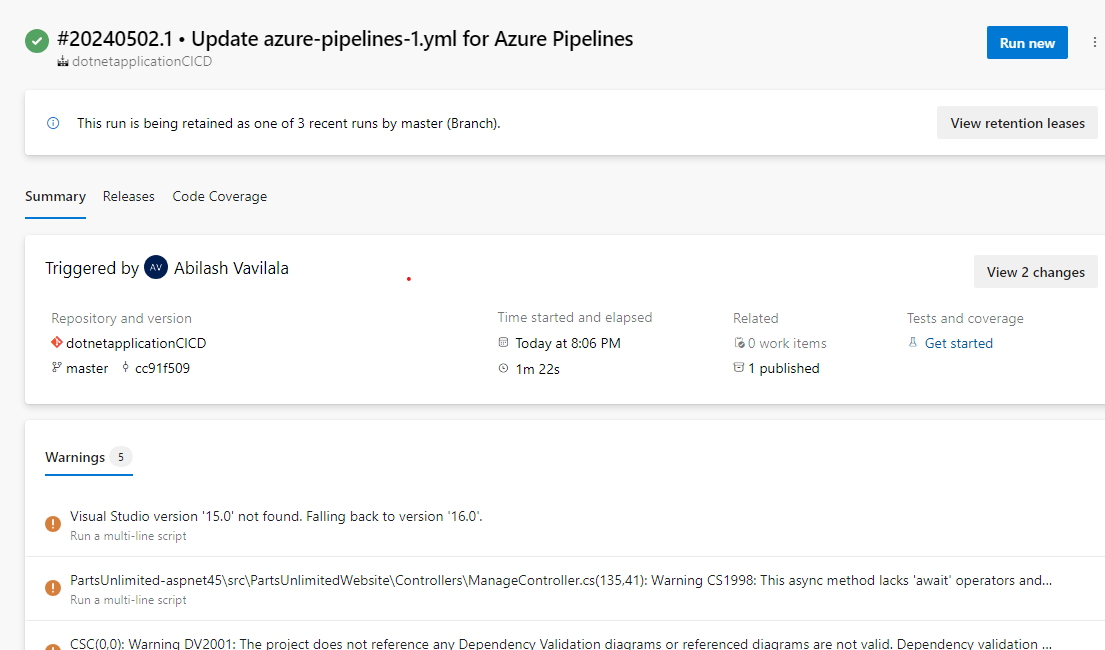 #20240502.1 • Update azure-pipelines-1.yml for Azure Pipelines
Run new
dotnetapplicationCICD
This run is being retained as one of 3 recent runs by master (Branch).
View retention leases
Summary
Releases
Code Coverage
Triggered by AV Abilash Vavilala
View 2 changes
Repository and version
dotnetapplicationCICD
master cc91f509
Time started and elapsed
Today at 8:06 PM
1m 22s
Related
0 work items
1 published
Tests and coverage
Get started
Warnings 5
Visual Studio version '15.0' not found. Falling back to version '16.0'.
Run a multi-line script
PartsUnlimited-aspnet45\src\PartsUnlimitedWebsite\Controllers\ManageController.cs(135,41): Warning CS1998: This async method lacks 'await' operators and...
Run a multi-line script
CSC(0,0): Warning DV2001: The project does not reference any Dependency Validation diagrams or referenced diagrams are not valid. Dependency validation ...